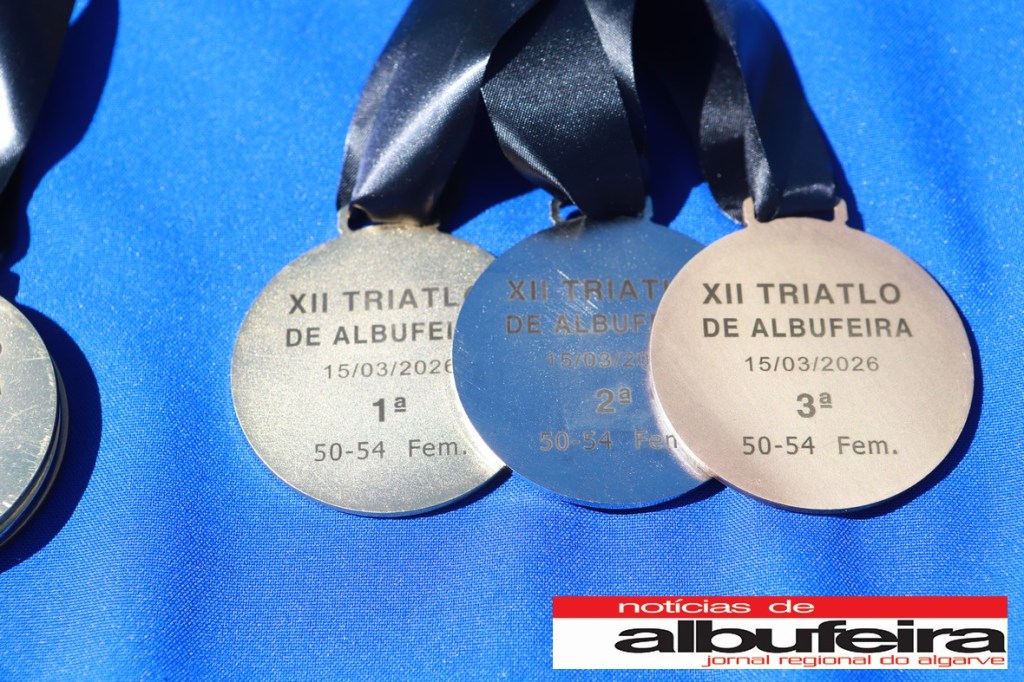 XII TRIATLO
DE ALBUFEI
15/03/2026
1ª
50-54 Fem.
XII TRIATL
DE ALBUF
15/03/20
2ª
50-54 Fem
XII TRIATLO
DE ALBUFEIRA
15/03/2026
3ª
50-54 Fem.
notícias de
albufeira
jornal regional do algarve